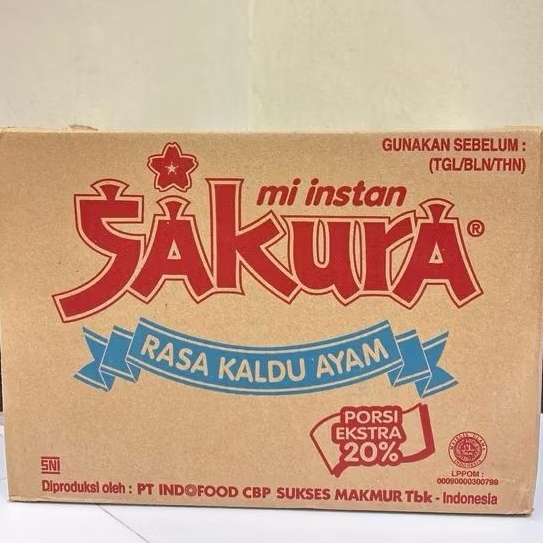 GUNAKAN SEBELUM :
(TGL/BLN/THN)
mi instan
SAKURA®
RASA KALDU AYAM
PORSI
EKSTRA
20%
SNI
LPPOM :
00090000300799
Diproduksi oleh : PT INDOFOOD CBP SUKSES MAKMUR Tbk - Indonesia